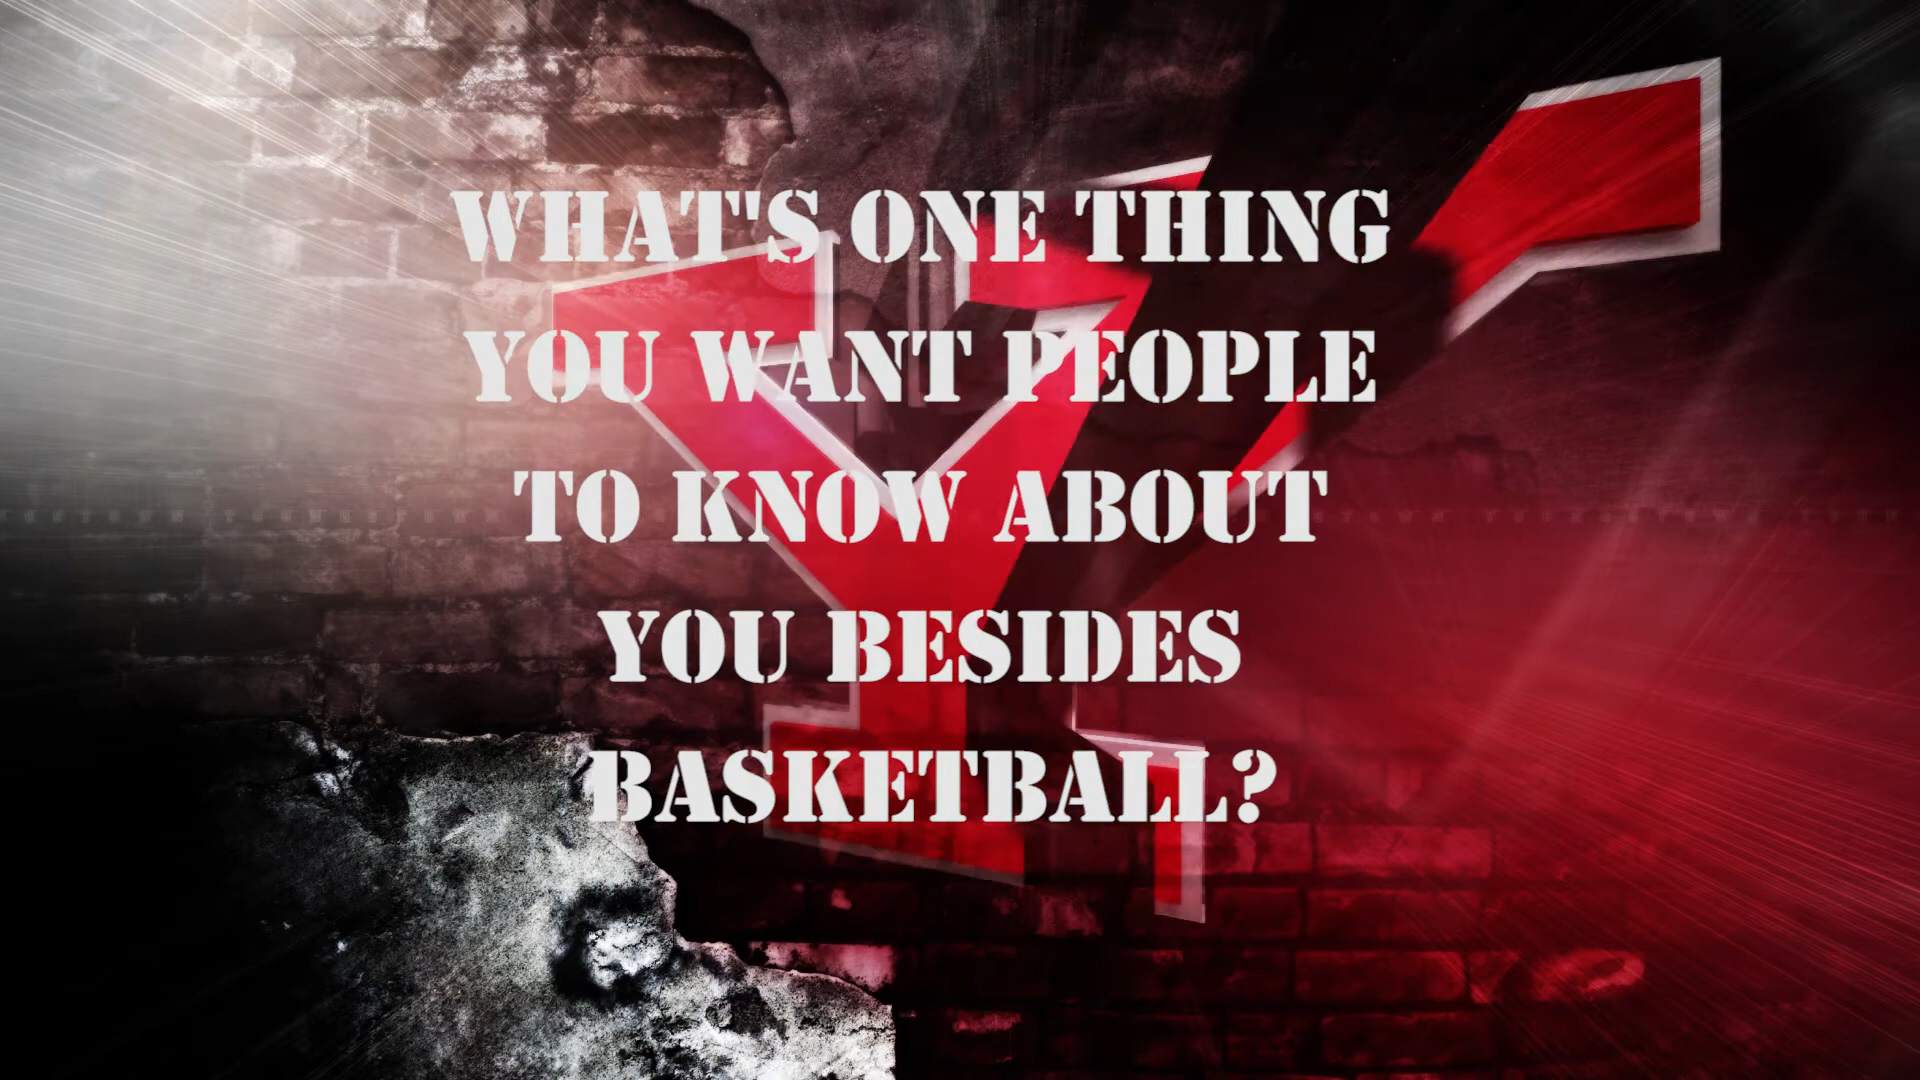 WHAT'S ONE THING
YOU WANT PEOPLE
TO KNOW ABOUT
YOU BESIDES
BASKETBALL?